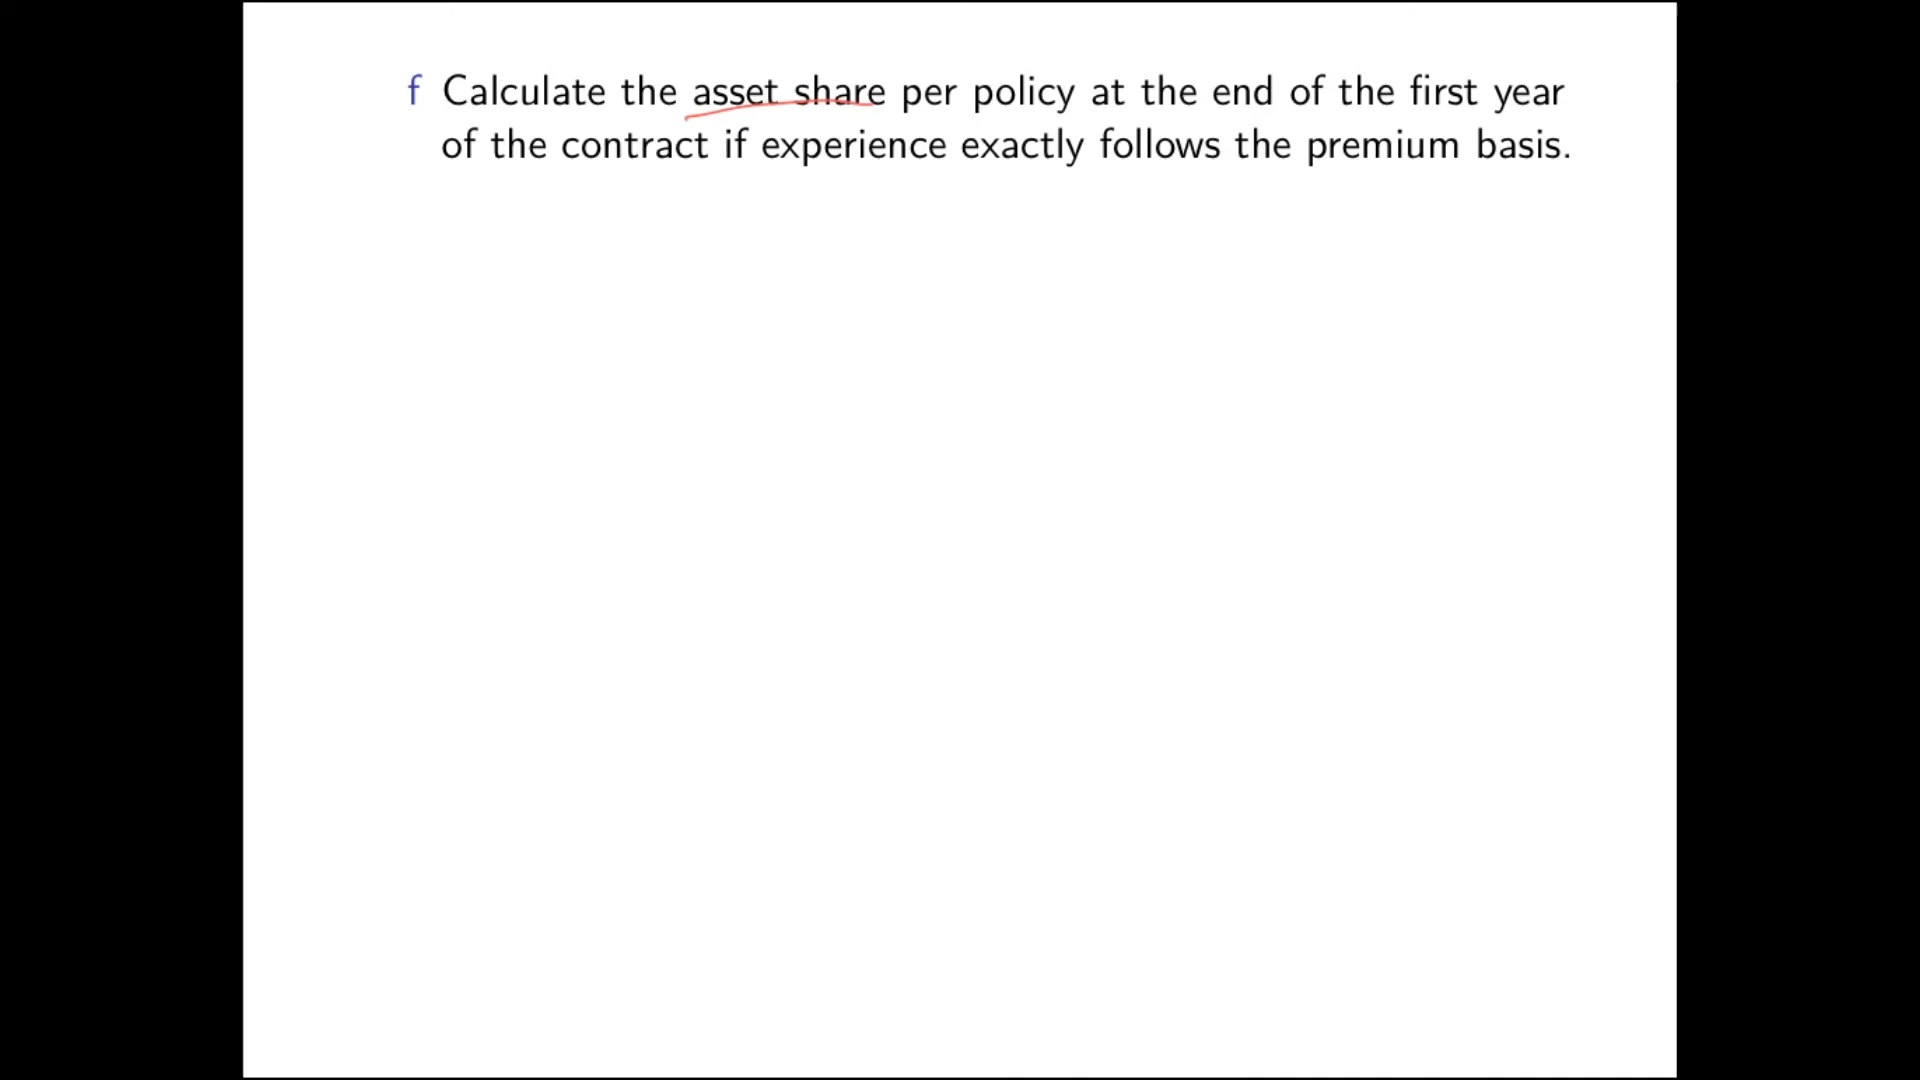 f Calculate the asset share per policy at the end of the first year
of the contract if experience exactly follows the premium basis.